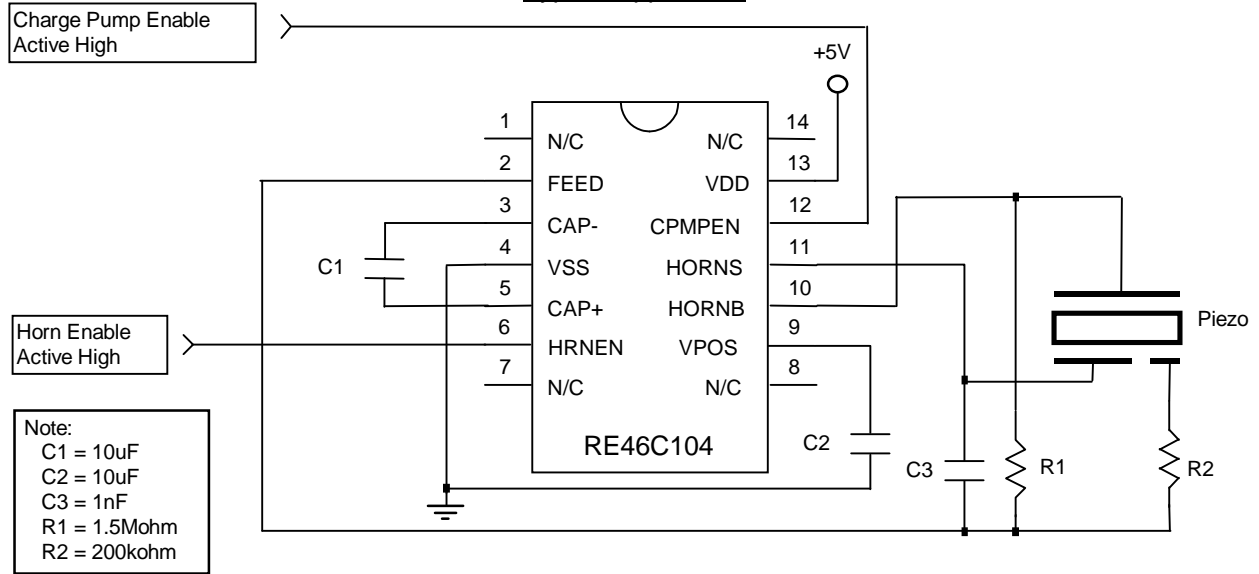 Charge Pump Enable
Active High
+5V
1
N/C
N/C
14
2
FEED
VDD
13
3
CAP-
CPMPEN
12
4
VSS
HORNS
11
5
CAP+
HORNB
10
6
HRNEN
VPOS
9
7
N/C
N/C
8
RE46C104
C1
Horn Enable
Active High
Piezo
C2
C3
R1
R2
Note:
C1 = 10uF
C2 = 10uF
C3 = 1nF
R1 = 1.5Mohm
R2 = 200kohm